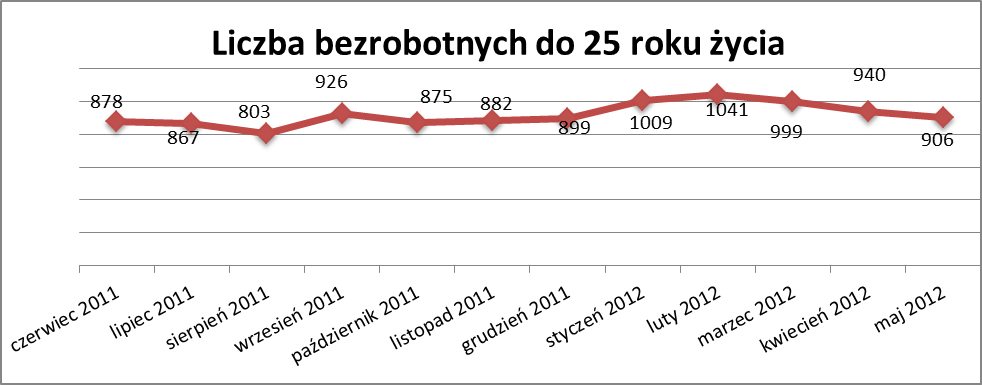 Liczba bezrobotnych do 25 roku życia
878
867
803
926
875
882
899
1009
1041
999
940
906
czerwiec 2011
lipiec 2011
sierpień 2011
wrzesień 2011
październik 2011
listopad 2011
grudzień 2011
styczeń 2012
luty 2012
marzec 2012
kwiecień 2012
maj 2012